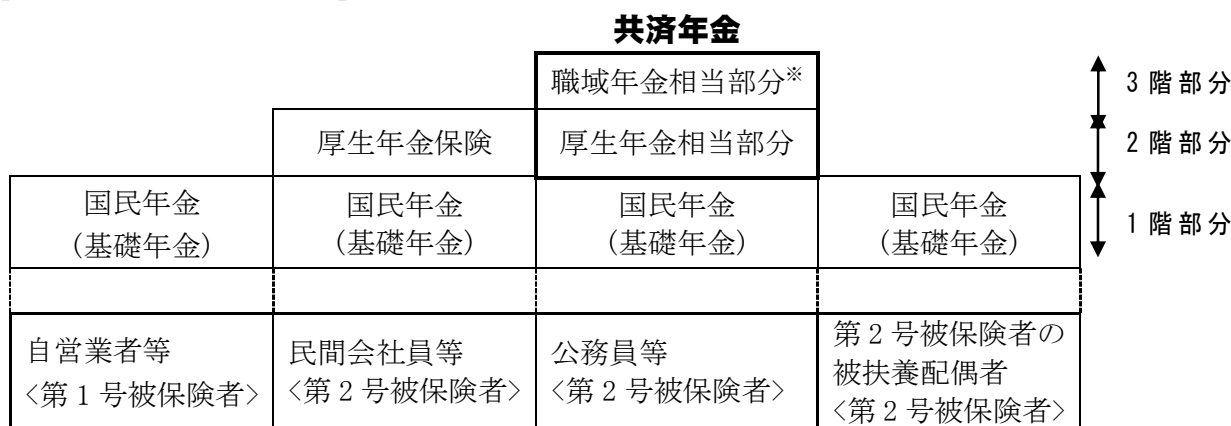 共済年金
職域年金相当部分※
3階部分
厚生年金保険
厚生年金相当部分
2階部分
国民年金
(基礎年金)
国民年金
(基礎年金)
国民年金
(基礎年金)
国民年金
(基礎年金)
1階部分
自営業者等
<第1号被保険者>
民間会社員等
<第2号被保険者>
公務員等
<第2号被保険者>
第2号被保険者の
被扶養配偶者
<第2号被保険者>